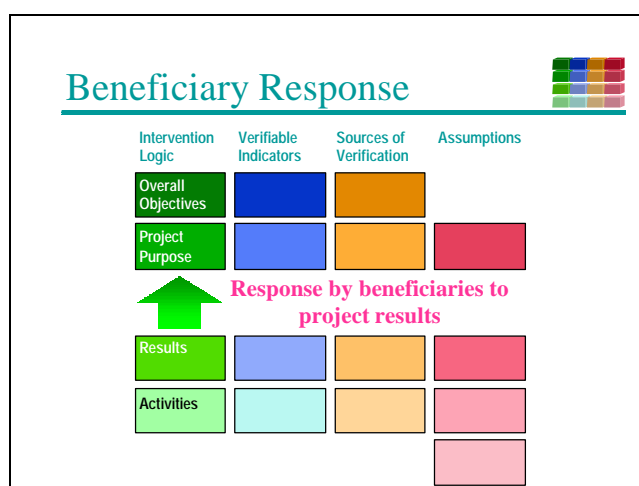 Beneficiary Response
Intervention Logic
Verifiable Indicators
Sources of Verification
Assumptions
Overall
Objectives
Project
Purpose
Response by beneficiaries to
project results
Results
Activities